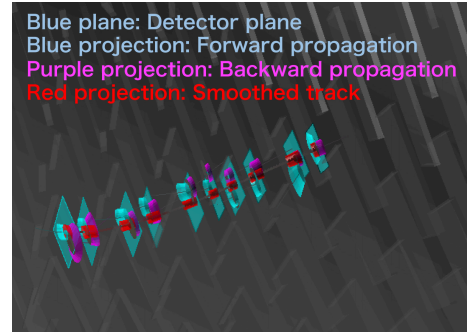 Blue plane: Detector plane
Blue projection: Forward propagation
Purple projection: Backward propagation
Red projection: Smoothed track